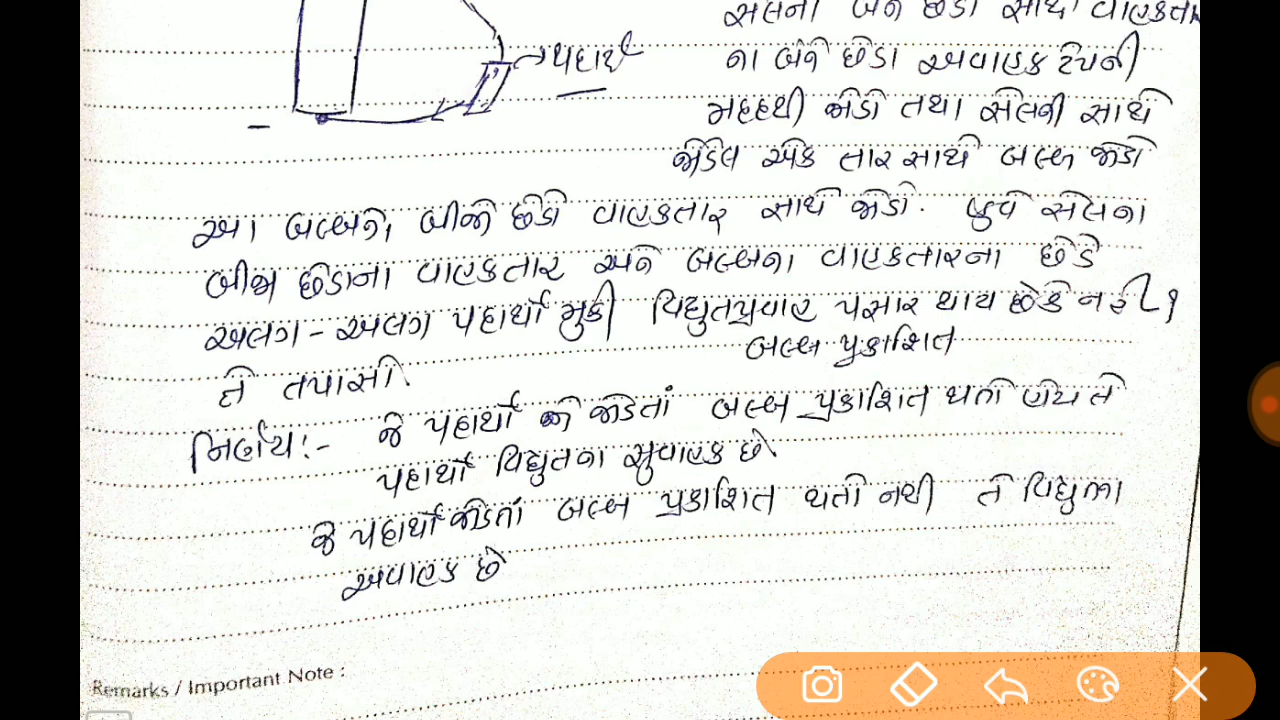 સેલના બંને છેડા સાથે વાહકતાર
ના બંને છેડા અવાહક ટેપની
→પદાર્થ
મદદથી જોડો તથા સેલની સાથે
જોડેલ એક તાર સાથે બલ્બ જોડો
આ બલ્બને બીજો છેડો વાહકતાર સાથે જોડો. હવે સેલના
બીજા છેડાના વાહકતાર અને બલ્બના વાહકતારના છેડે
અલગ-અલગ પદાર્થો મુકી વિદ્યુતપ્રવાહ પસાર થાય છે કે નહી?
બલ્બ પ્રકાશિત
તે તપાસો.
નિર્ણય:- જે પદાર્થો જોડતાં બલ્બ પ્રકાશિત થતો હોય તે
પદાર્થો વિદ્યુતના સુવાહક છે.
જે પદાર્થો જોડતાં બલ્બ પ્રકાશિત થતો નથી તે વિદ્યુતના
અવાહક છે
Remarks / Important Note :